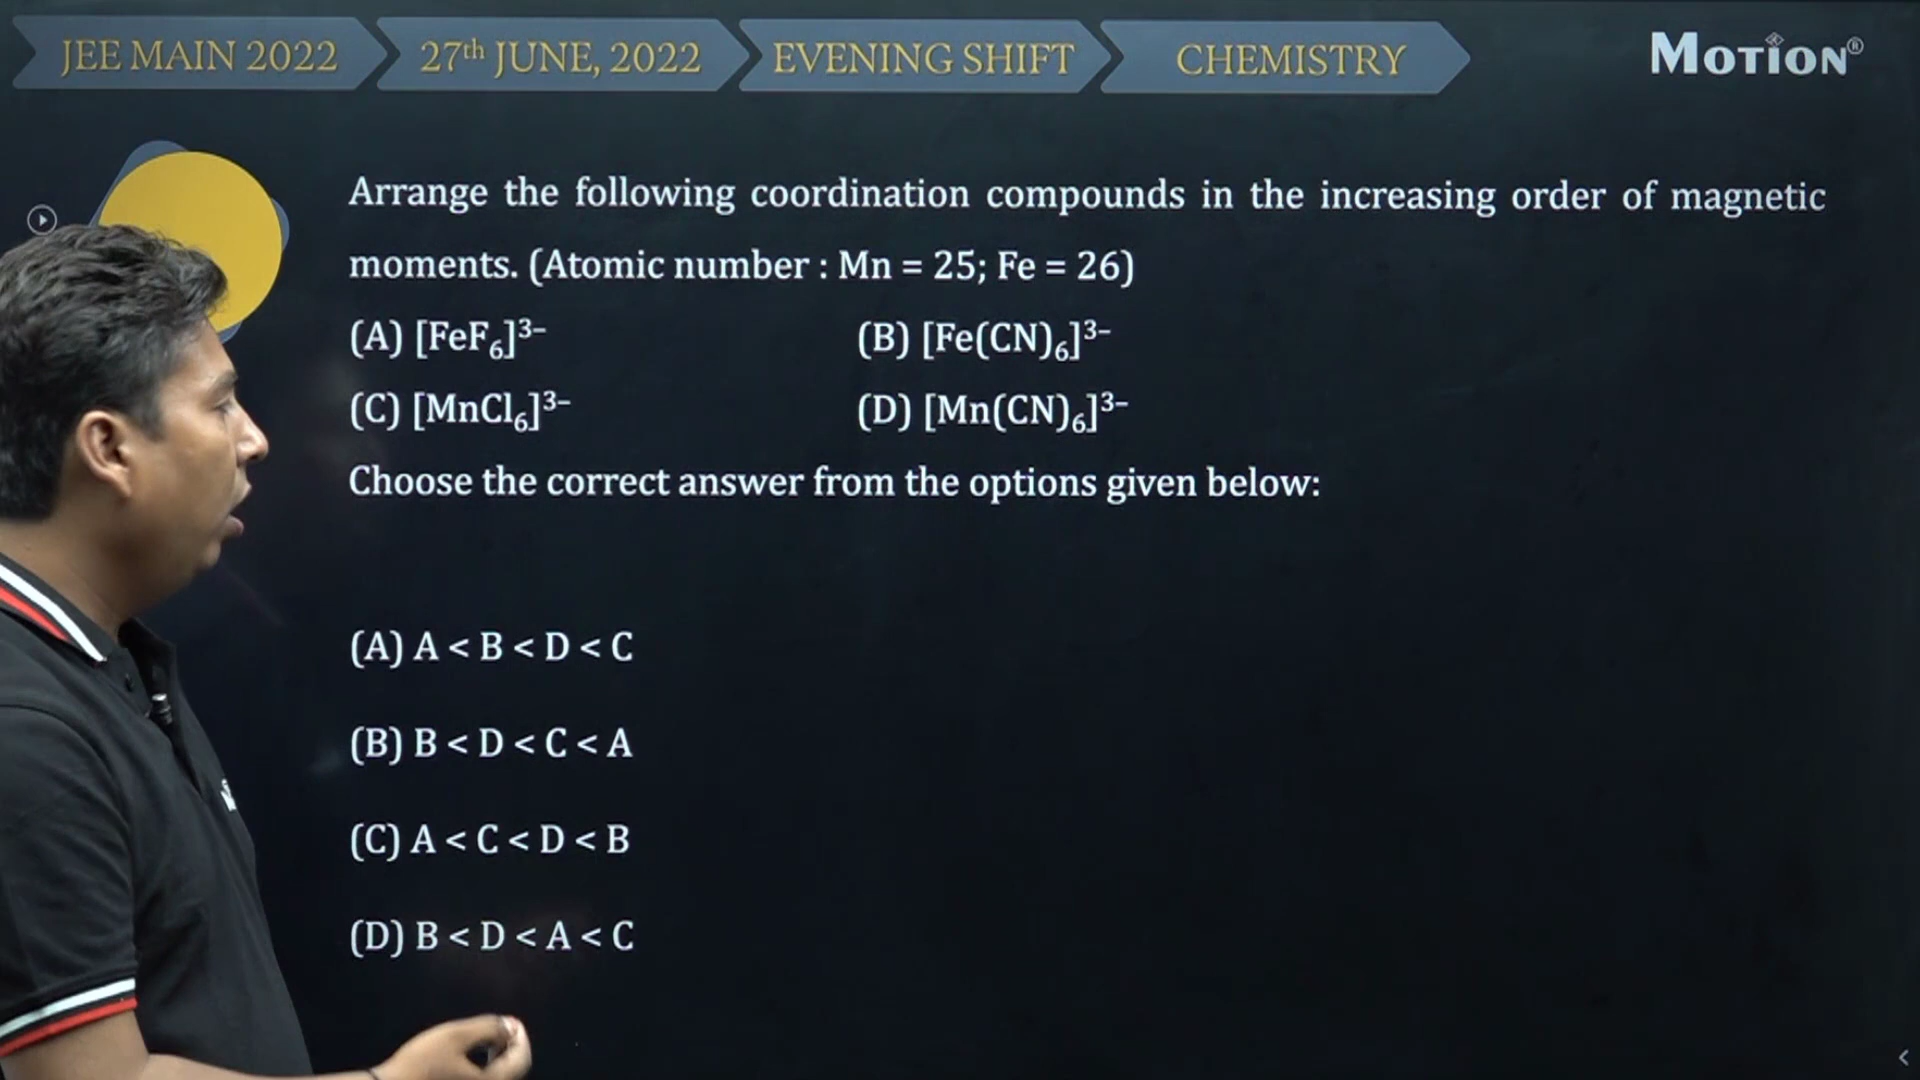 JEE MAIN 2022 27th JUNE, 2022 EVENING SHIFT CHEMISTRY MOTION®
Arrange the following coordination compounds in the increasing order of magnetic
moments. (Atomic number : Mn = 25; Fe = 26)
(A) [FeF₆]³⁻ (B) [Fe(CN)₆]³⁻
(C) [MnCl₆]³⁻ (D) [Mn(CN)₆]³⁻
Choose the correct answer from the options given below:
(A) A < B < D < C
(B) B < D < C < A
(C) A < C < D < B
(D) B < D < A < C